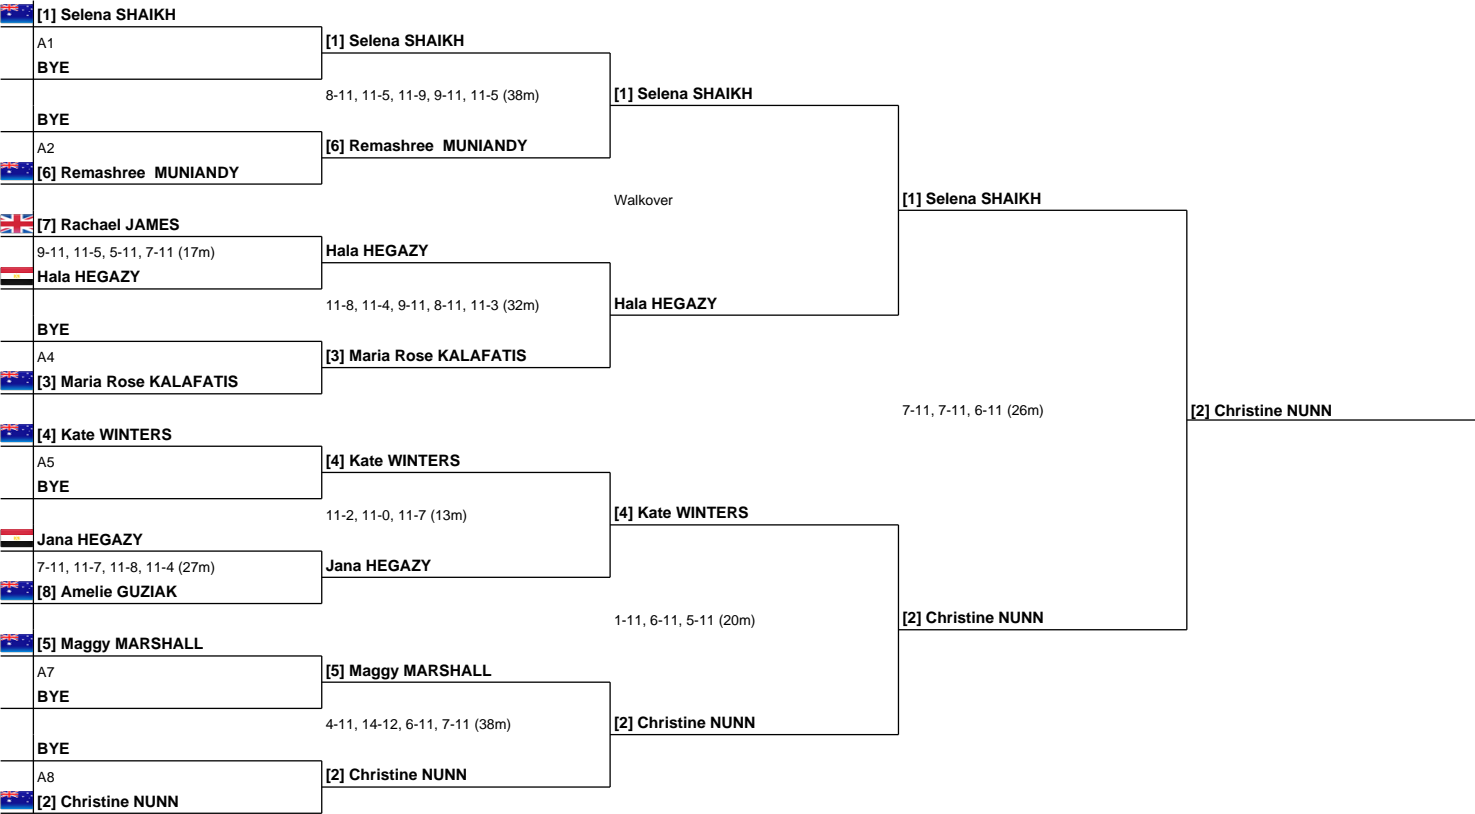 [1] Selena SHAIKH
A1
BYE
BYE
A2
[6] Remashree  MUNIANDY
[7] Rachael JAMES
9-11, 11-5, 5-11, 7-11 (17m)
Hala HEGAZY
BYE
A4
[3] Maria Rose KALAFATIS
[4] Kate WINTERS
A5
BYE
Jana HEGAZY
7-11, 11-7, 11-8, 11-4 (27m)
[8] Amelie GUZIAK
[5] Maggy MARSHALL
A7
BYE
BYE
A8
[2] Christine NUNN
[1] Selena SHAIKH
8-11, 11-5, 11-9, 9-11, 11-5 (38m)
[6] Remashree  MUNIANDY
Hala HEGAZY
11-8, 11-4, 9-11, 8-11, 11-3 (32m)
[3] Maria Rose KALAFATIS
[4] Kate WINTERS
11-2, 11-0, 11-7 (13m)
Jana HEGAZY
[5] Maggy MARSHALL
4-11, 14-12, 6-11, 7-11 (38m)
[2] Christine NUNN
[1] Selena SHAIKH
Walkover
Hala HEGAZY
[4] Kate WINTERS
1-11, 6-11, 5-11 (20m)
[2] Christine NUNN
[1] Selena SHAIKH
7-11, 7-11, 6-11 (26m)
[2] Christine NUNN
[2] Christine NUNN